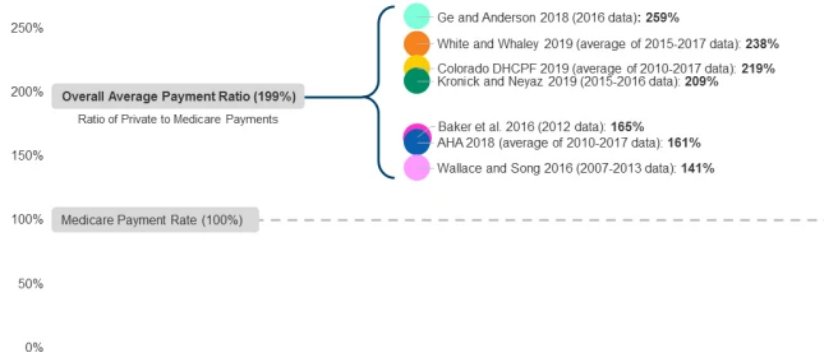 250%
Ge and Anderson 2018 (2016 data): 259%
White and Whaley 2019 (average of 2015-2017 data): 238%
Colorado DHCPF 2019 (average of 2010-2017 data): 219%
Kronick and Neyaz 2019 (2015-2016 data): 209%
200%
Overall Average Payment Ratio (199%)
Ratio of Private to Medicare Payments
Baker et al. 2016 (2012 data): 165%
AHA 2018 (average of 2010-2017 data): 161%
150%
Wallace and Song 2016 (2007-2013 data): 141%
100%
Medicare Payment Rate (100%)
50%
0%